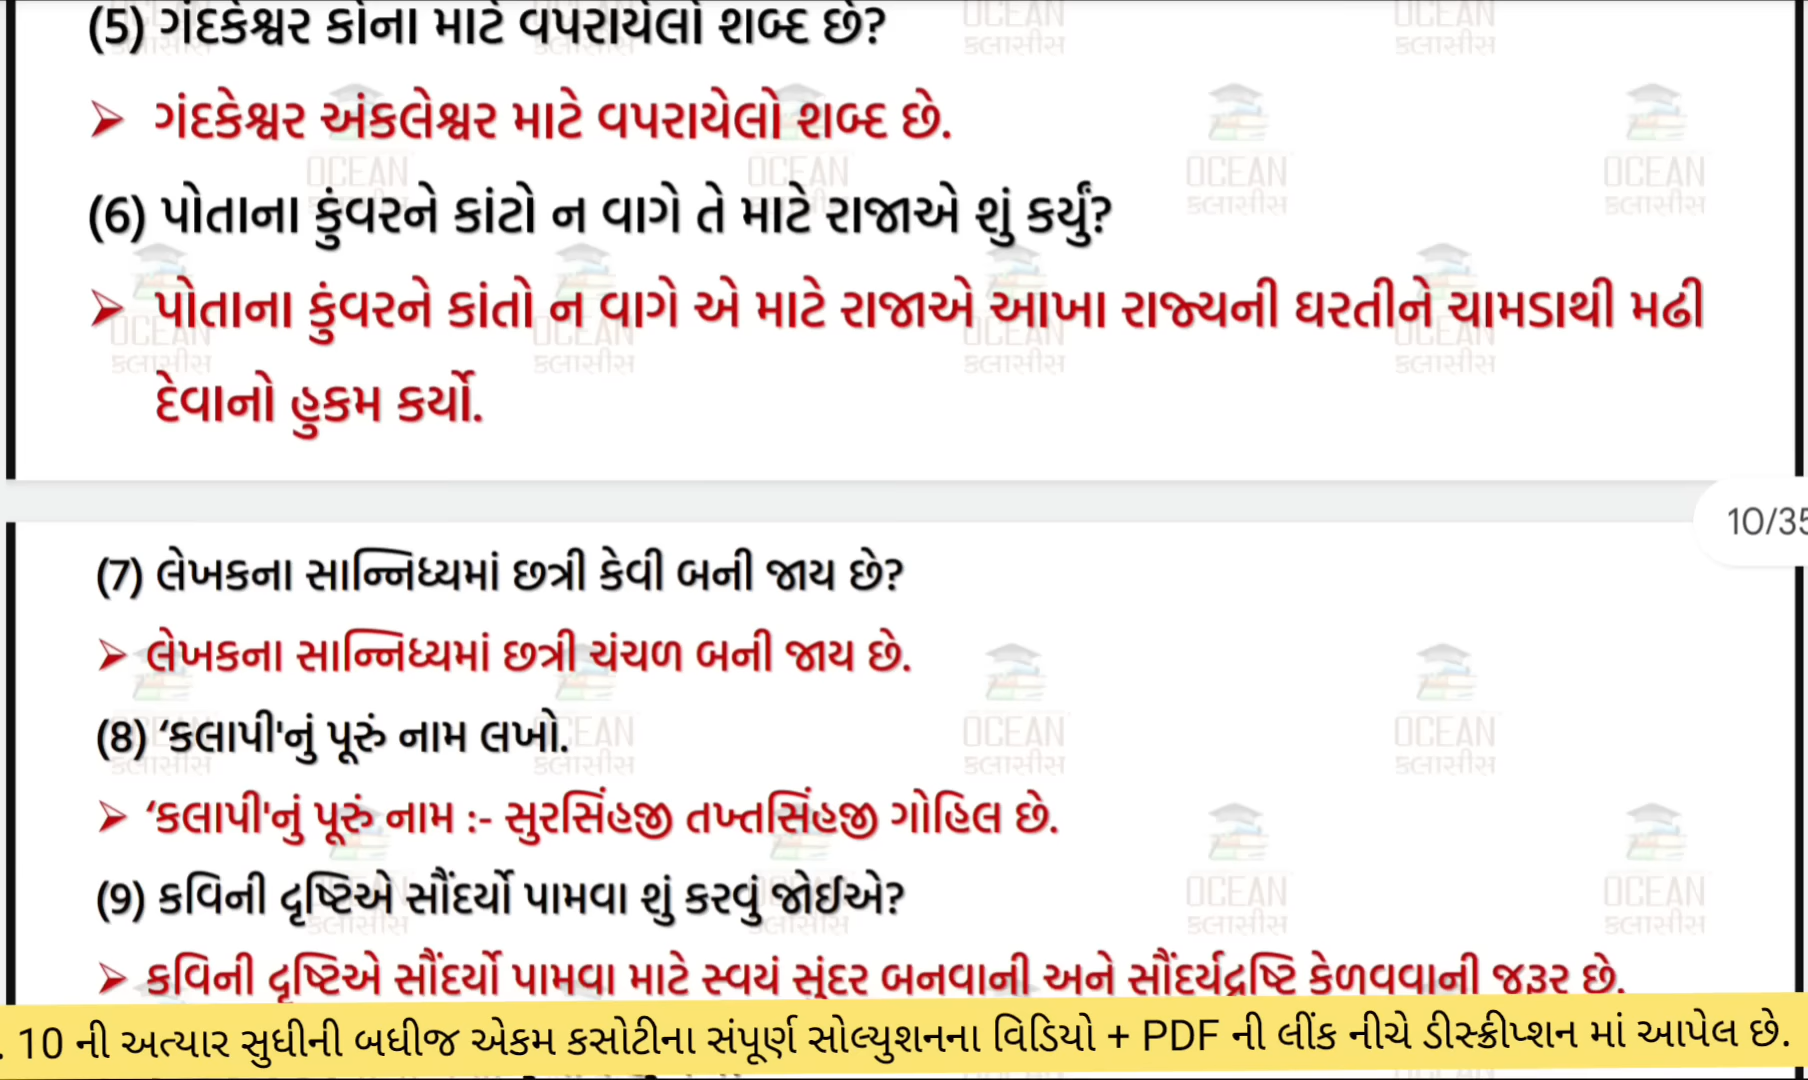 (5) ગંદકેશ્વર કોના માટે વપરાયેલો શબ્દ છે?
➤ ગંદકેશ્વર અંકલેશ્વર માટે વપરાયેલો શબ્દ છે.
(6) પોતાના કુંવરને કાંટો ન વાગે તે માટે રાજાએ શું કર્યું?
➤ પોતાના કુંવરને કાંતો ન વાગે એ માટે રાજાએ આખા રાજ્યની ઘરતીને ચામડાથી મઢી
દેવાનો હુકમ કર્યો.
10/35
(7) લેખકના સાન્નિધ્યમાં છત્રી કેવી બની જાય છે?
➤ લેખકના સાન્નિધ્યમાં છત્રી ચંચળ બની જાય છે.
(8) ‘કલાપી'નું પૂરું નામ લખો.
➤ ‘કલાપી'નું પૂરું નામ :- સુરસિંહજી તખ્તસિંહજી ગોહિલ છે.
(9) કવિની દૃષ્ટિએ સૌંદર્યો પામવા શું કરવું જોઈએ?
➤ કવિની દૃષ્ટિએ સૌંદર્યો પામવા માટે સ્વયં સુંદર બનવાની અને સૌંદર્યદ્રષ્ટિ કેળવવાની જરૂર છે.
. 10 ની અત્યાર સુધીની બધીજ એકમ કસોટીના સંપૂર્ણ સોલ્યુશનના વિડિયો + PDF ની લીંક નીચે ડીસ્ક્રીપ્શન માં આપેલ છે.
OCEAN
કલાસીસ